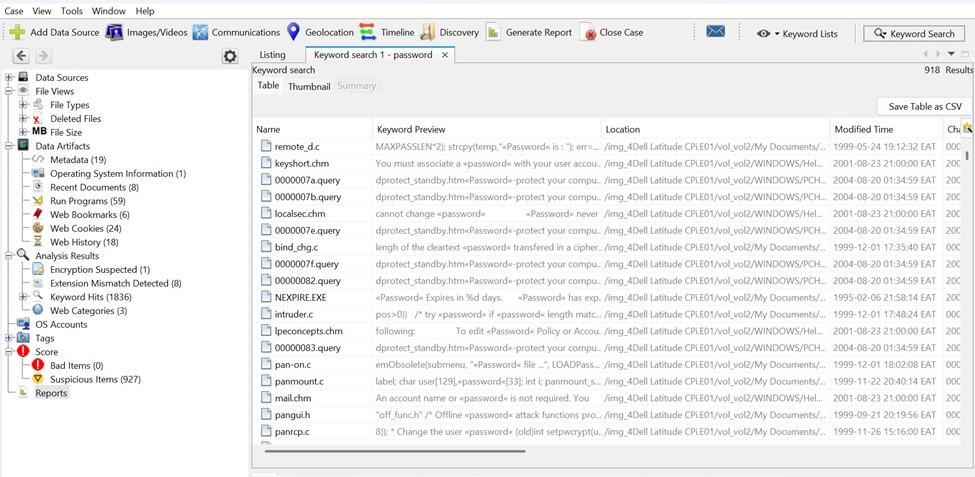 Case View Tools Window Help
Add Data Source Images/Videos Communications Geolocation Timeline Discovery Generate Report Close Case Keyword Lists Keyword Search
Listing Keyword search 1 - password
Keyword search 918 Results
Table Thumbnail Summary
Save Table as CSV
Name Keyword Preview Location Modified Time Cha
remote_d.c MAXPASSLEN*2); strcpy(temp,"«Password« is : "); err=... /img_4Dell Latitude CPi.E01/vol_vol2/My Documents/... 1999-05-24 19:12:32 EAT 000
keyshort.chm You must associate a «password« with your user accou... /img_4Dell Latitude CPi.E01/vol_vol2/WINDOWS/Hel... 2001-08-23 21:00:00 EAT 000
0000007a.query dprotect_standby.htm«Password«-protect your compu... /img_4Dell Latitude CPi.E01/vol_vol2/WINDOWS/PCH... 2004-08-20 01:34:59 EAT 000
0000007b.query dprotect_standby.htm«Password«-protect your compu... /img_4Dell Latitude CPi.E01/vol_vol2/WINDOWS/PCH... 2004-08-20 01:34:59 EAT 000
localsec.chm cannot change «password« «Password« never /img_4Dell Latitude CPi.E01/vol_vol2/WINDOWS/Hel... 2001-08-23 21:00:00 EAT 000
0000007e.query dprotect_standby.htm«Password«-protect your compu... /img_4Dell Latitude CPi.E01/vol_vol2/WINDOWS/PCH... 2004-08-20 01:34:59 EAT 000
bind_chg.c length of the cleartext «password« transfered in a cipher... /img_4Dell Latitude CPi.E01/vol_vol2/My Documents/... 1999-12-01 17:35:40 EAT 000
0000007f.query dprotect_standby.htm«Password«-protect your compu... /img_4Dell Latitude CPi.E01/vol_vol2/WINDOWS/PCH... 2004-08-20 01:34:59 EAT 000
00000082.query dprotect_standby.htm«Password«-protect your compu... /img_4Dell Latitude CPi.E01/vol_vol2/WINDOWS/PCH... 2004-08-20 01:34:59 EAT 000
NEXPIRE.EXE «Password« Expires in %d days. «Password« has exp... /img_4Dell Latitude CPi.E01/vol_vol2/My Documents/... 1995-02-06 21:58:14 EAT 000
intruder.c pos>0)) /* try «password« if «password« length matc... /img_4Dell Latitude CPi.E01/vol_vol2/My Documents/... 1999-12-01 17:48:24 EAT 000
lpeconcepts.chm following: To edit «Password« Policy or Accou... /img_4Dell Latitude CPi.E01/vol_vol2/WINDOWS/Hel... 2001-08-23 21:00:00 EAT 000
00000083.query dprotect_standby.htm«Password«-protect your compu... /img_4Dell Latitude CPi.E01/vol_vol2/WINDOWS/PCH... 2004-08-20 01:34:59 EAT 000
pan-on.c emObsolete(submenu, "«Password« file ...", LOADPass... /img_4Dell Latitude CPi.E01/vol_vol2/My Documents/... 1999-12-01 18:02:08 EAT 000
panmount.c label; char user[129],«password«[33]; int i; panmount_s... /img_4Dell Latitude CPi.E01/vol_vol2/My Documents/... 1999-11-22 20:40:14 EAT 000
mail.chm An account name or «password« is not required. You /img_4Dell Latitude CPi.E01/vol_vol2/WINDOWS/Hel... 2001-08-23 21:00:00 EAT 000
pangui.h "off_func.h" /* Offline «password« attack functions pro... /img_4Dell Latitude CPi.E01/vol_vol2/My Documents/... 1999-09-21 20:19:56 EAT 000
panrcp.c 8)); * Change the user «password« (old)int setpwcrypt(u... /img_4Dell Latitude CPi.E01/vol_vol2/My Documents/... 1999-11-26 15:16:00 EAT 000
Data Sources
File Views
File Types
Deleted Files
MB File Size
Data Artifacts
Metadata (19)
Operating System Information (1)
Recent Documents (8)
Run Programs (59)
Web Bookmarks (6)
Web Cookies (24)
Web History (18)
Analysis Results
Encryption Suspected (1)
Extension Mismatch Detected (8)
Keyword Hits (1836)
Web Categories (3)
OS Accounts
Tags
Score
Bad Items (0)
Suspicious Items (927)
Reports